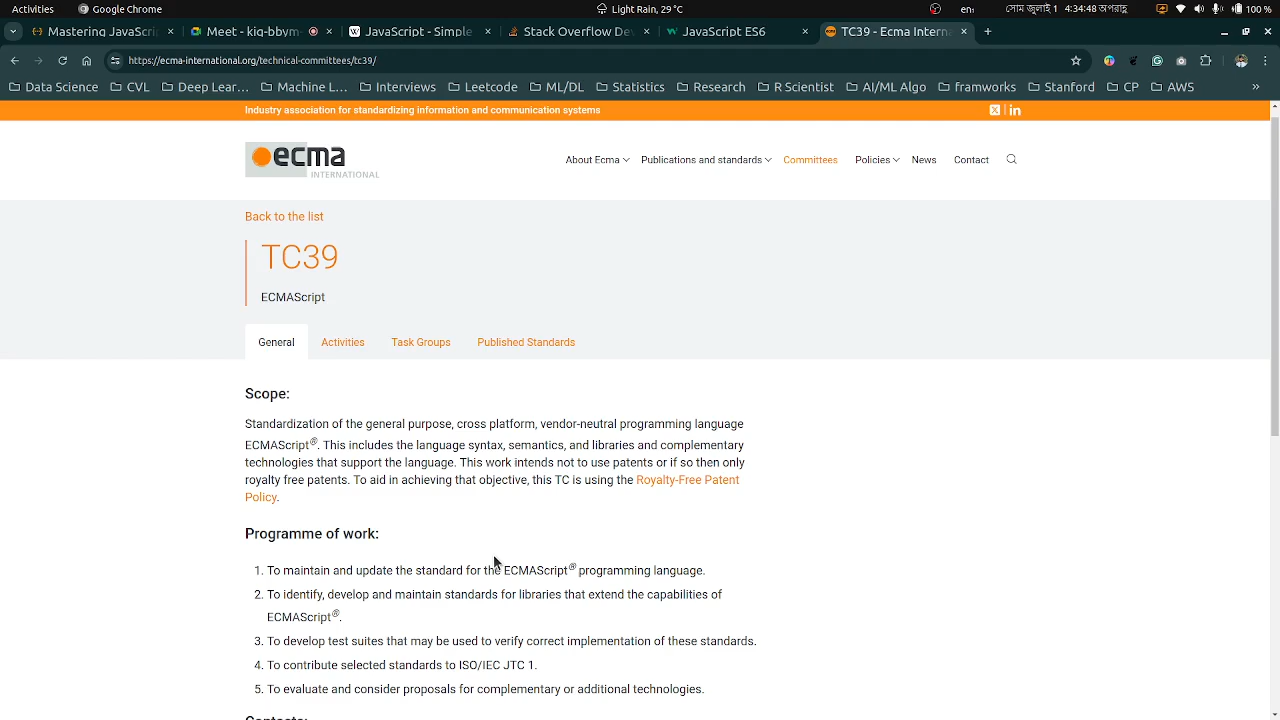 Activities Google Chrome Light Rain, 29 °C en সোম জুলাই 1 4:34:48 অপরাহ্ণ 100 %
Mastering JavaScri Meet - kiq-bbym- JavaScript - Simple Stack Overflow Dev JavaScript ES6 TC39 - Ecma Intern
https://ecma-international.org/technical-committees/tc39/
Data Science CVL Deep Lear... Machine L... Interviews Leetcode ML/DL Statistics Research R Scientist AI/ML Algo framworks Stanford CP AWS »
Industry association for standardizing information and communication systems
ecma
INTERNATIONAL
About Ecma Publications and standards Committees Policies News Contact
Back to the list
TC39
ECMAScript
General Activities Task Groups Published Standards
Scope:
Standardization of the general purpose, cross platform, vendor-neutral programming language
ECMAScript®. This includes the language syntax, semantics, and libraries and complementary
technologies that support the language. This work intends not to use patents or if so then only
royalty free patents. To aid in achieving that objective, this TC is using the Royalty-Free Patent
Policy.
Programme of work:
1. To maintain and update the standard for the ECMAScript® programming language.
2. To identify, develop and maintain standards for libraries that extend the capabilities of
ECMAScript®.
3. To develop test suites that may be used to verify correct implementation of these standards.
4. To contribute selected standards to ISO/IEC JTC 1.
5. To evaluate and consider proposals for complementary or additional technologies.
Contacts: